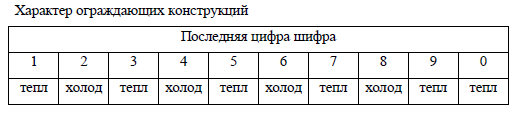 Характер ограждающих конструкций
Последняя цифра шифра
1 2 3 4 5 6 7 8 9 0
тепл холод тепл холод тепл холод тепл холод тепл тепл